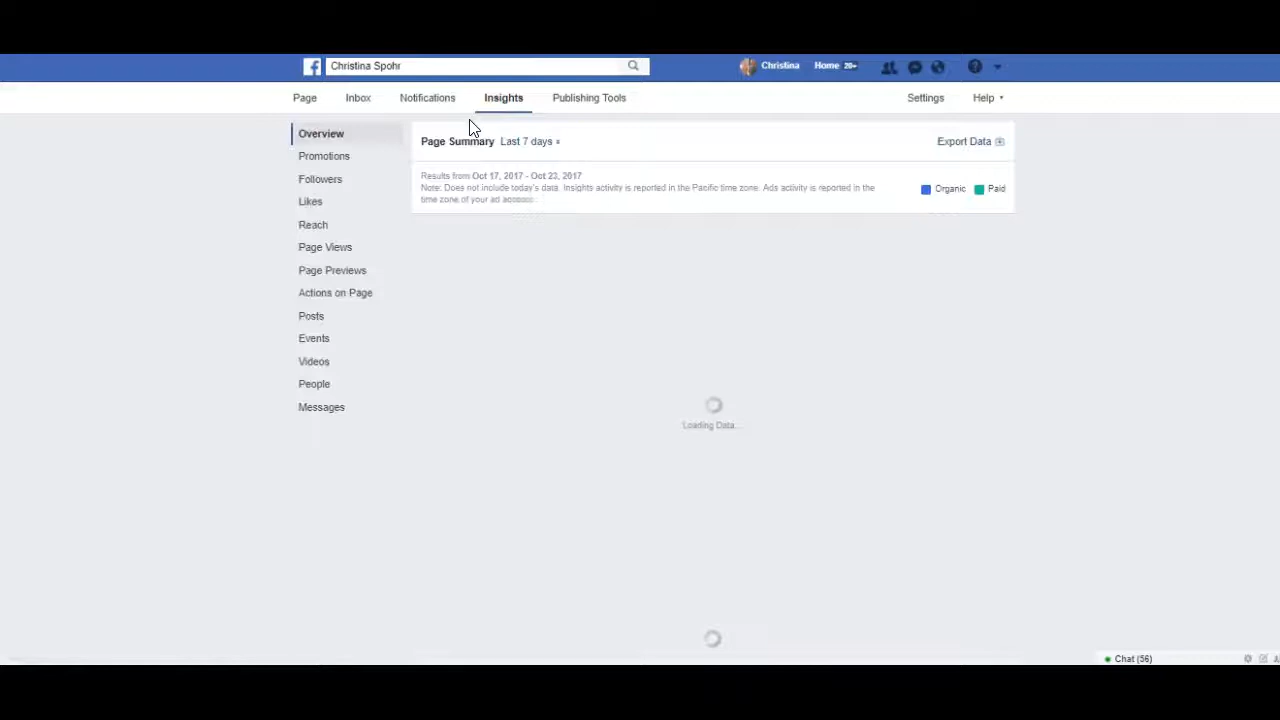 Christina Spohr
Christina
Home 20+
Page
Inbox
Notifications
Insights
Publishing Tools
Settings
Help
Overview
Promotions
Followers
Likes
Reach
Page Views
Page Previews
Actions on Page
Posts
Events
Videos
People
Messages
Page Summary Last 7 days
Export Data
Results from Oct 17, 2017 - Oct 23, 2017
Note: Does not include today's data. Insights activity is reported in the Pacific time zone. Ads activity is reported in the
time zone of your ad account.
Organic
Paid
Loading Data...
Chat (56)